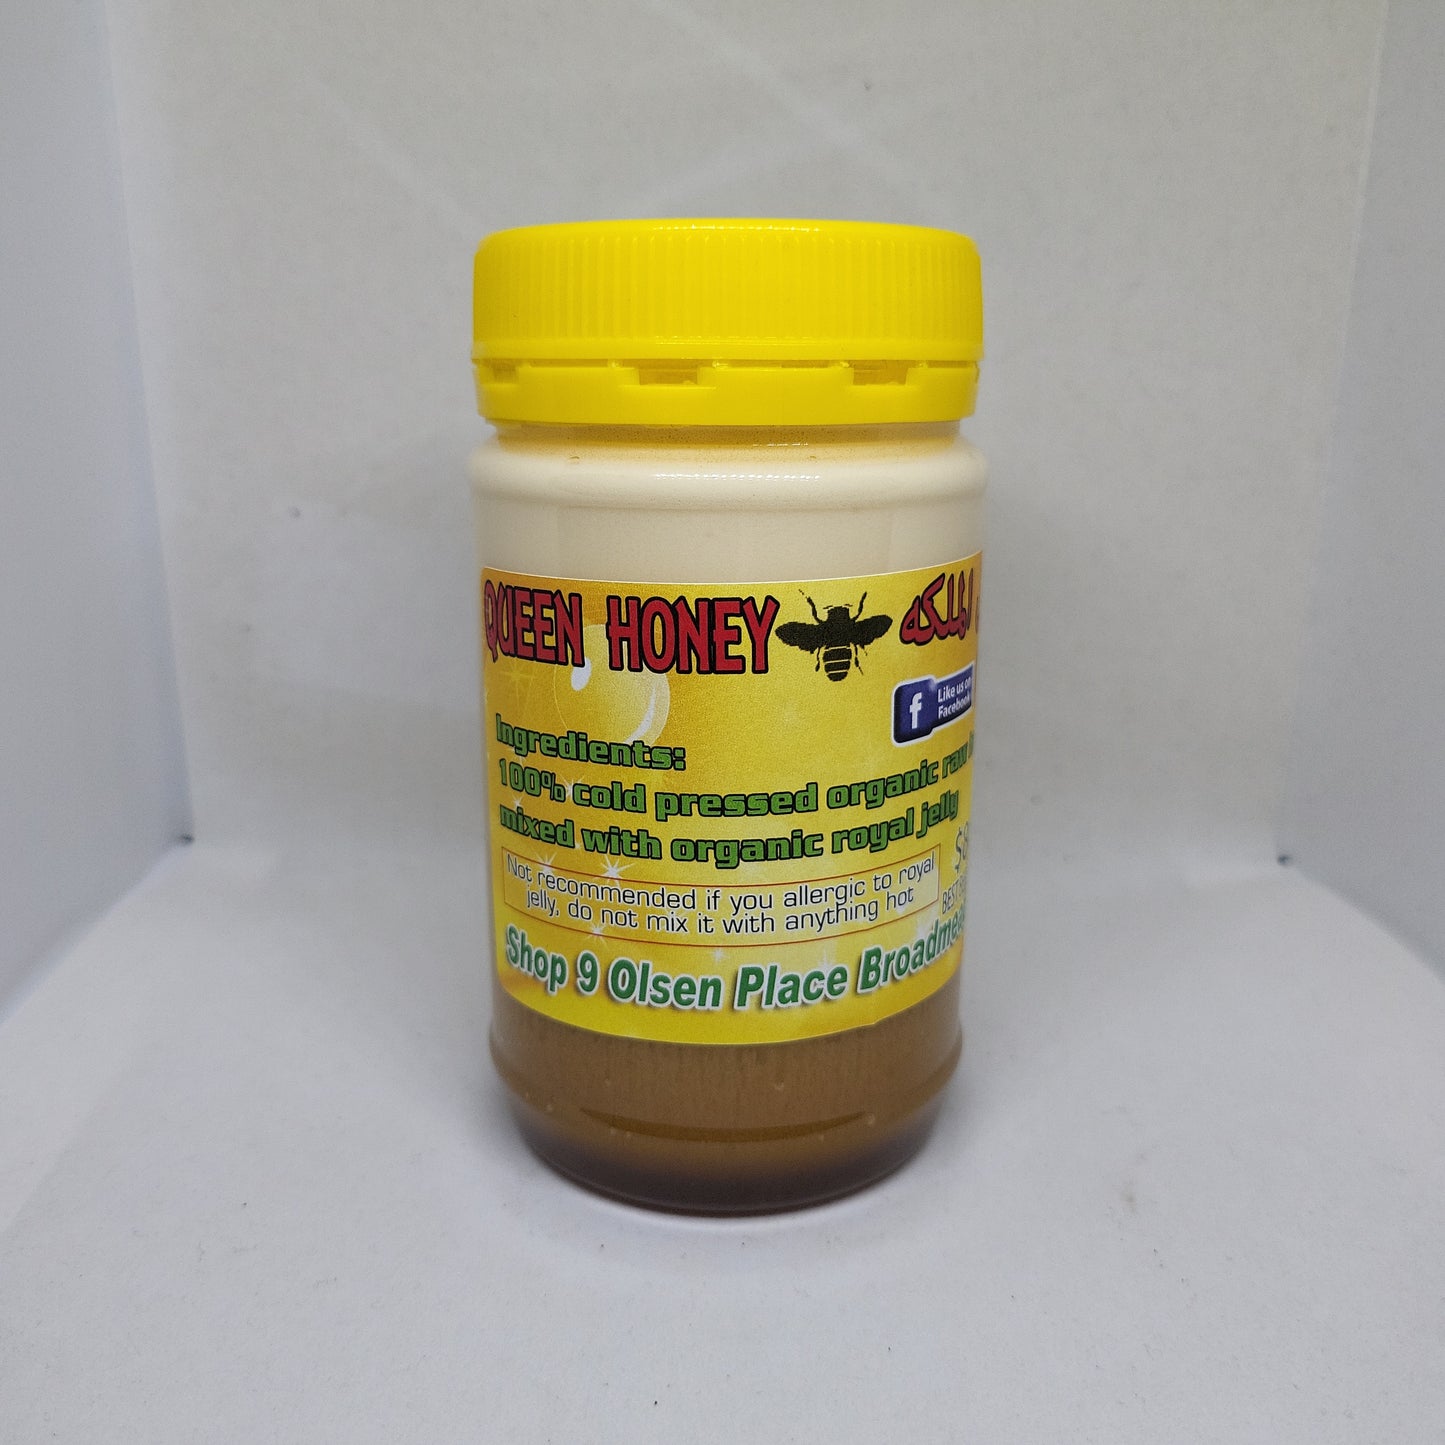 QUEEN HONEY الملكه
Like us on
Facebook
Ingredients:
100% cold pressed organic raw
mixed with organic royal jelly
Not recommended if you allergic to royal
jelly, do not mix it with anything hot
Shop 9 Olsen Place